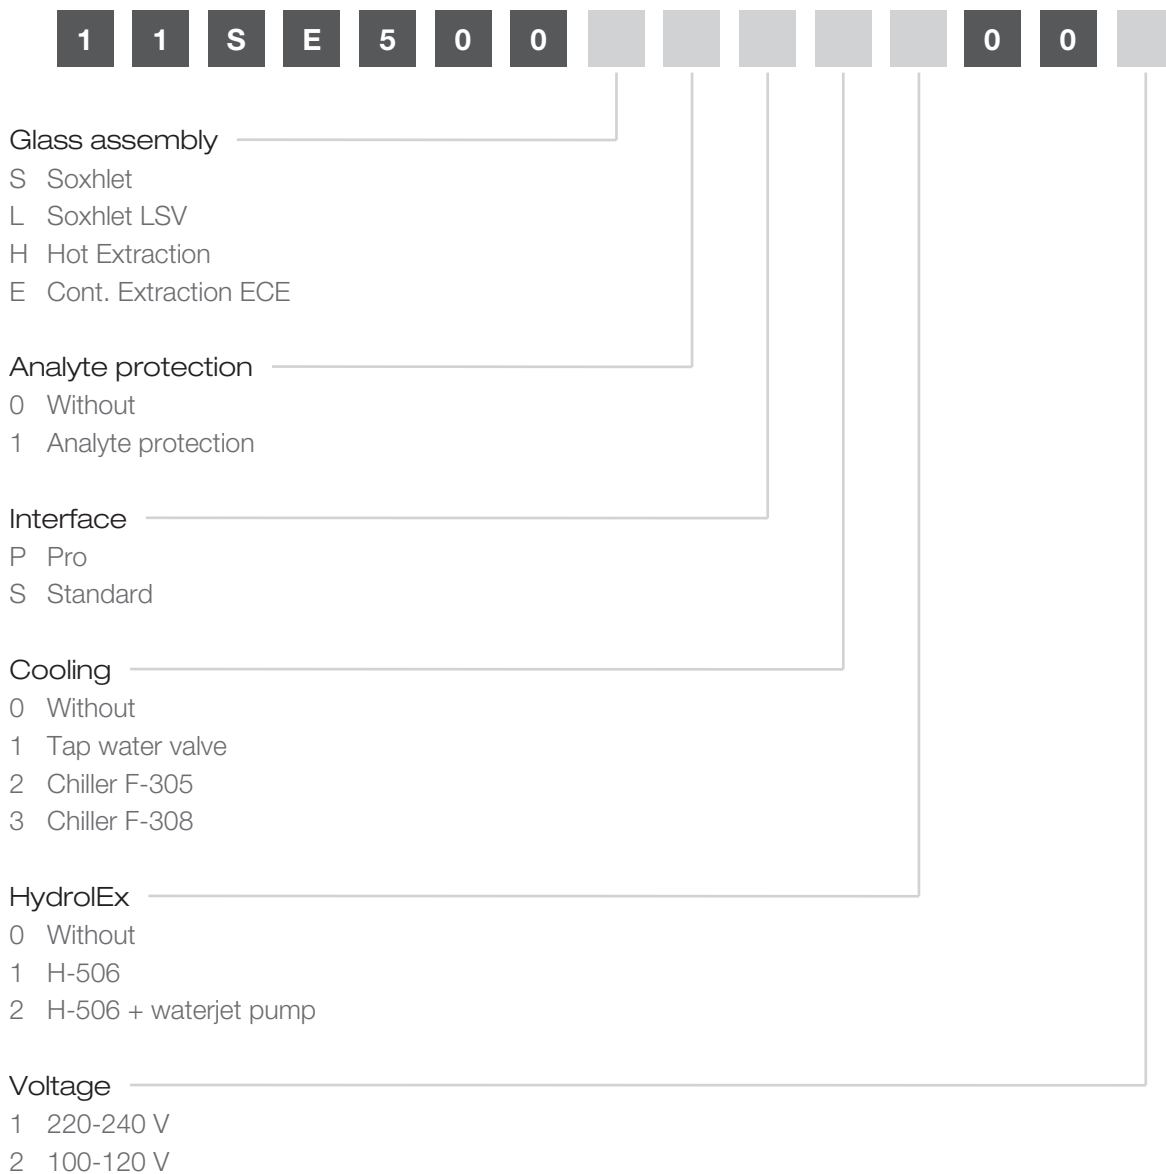 1 1 S E 5 0 0 0 0
Glass assembly
S Soxhlet
L Soxhlet LSV
H Hot Extraction
E Cont. Extraction ECE
Analyte protection
0 Without
1 Analyte protection
Interface
P Pro
S Standard
Cooling
0 Without
1 Tap water valve
2 Chiller F-305
3 Chiller F-308
HydrolEx
0 Without
1 H-506
2 H-506 + waterjet pump
Voltage
1 220-240 V
2 100-120 V